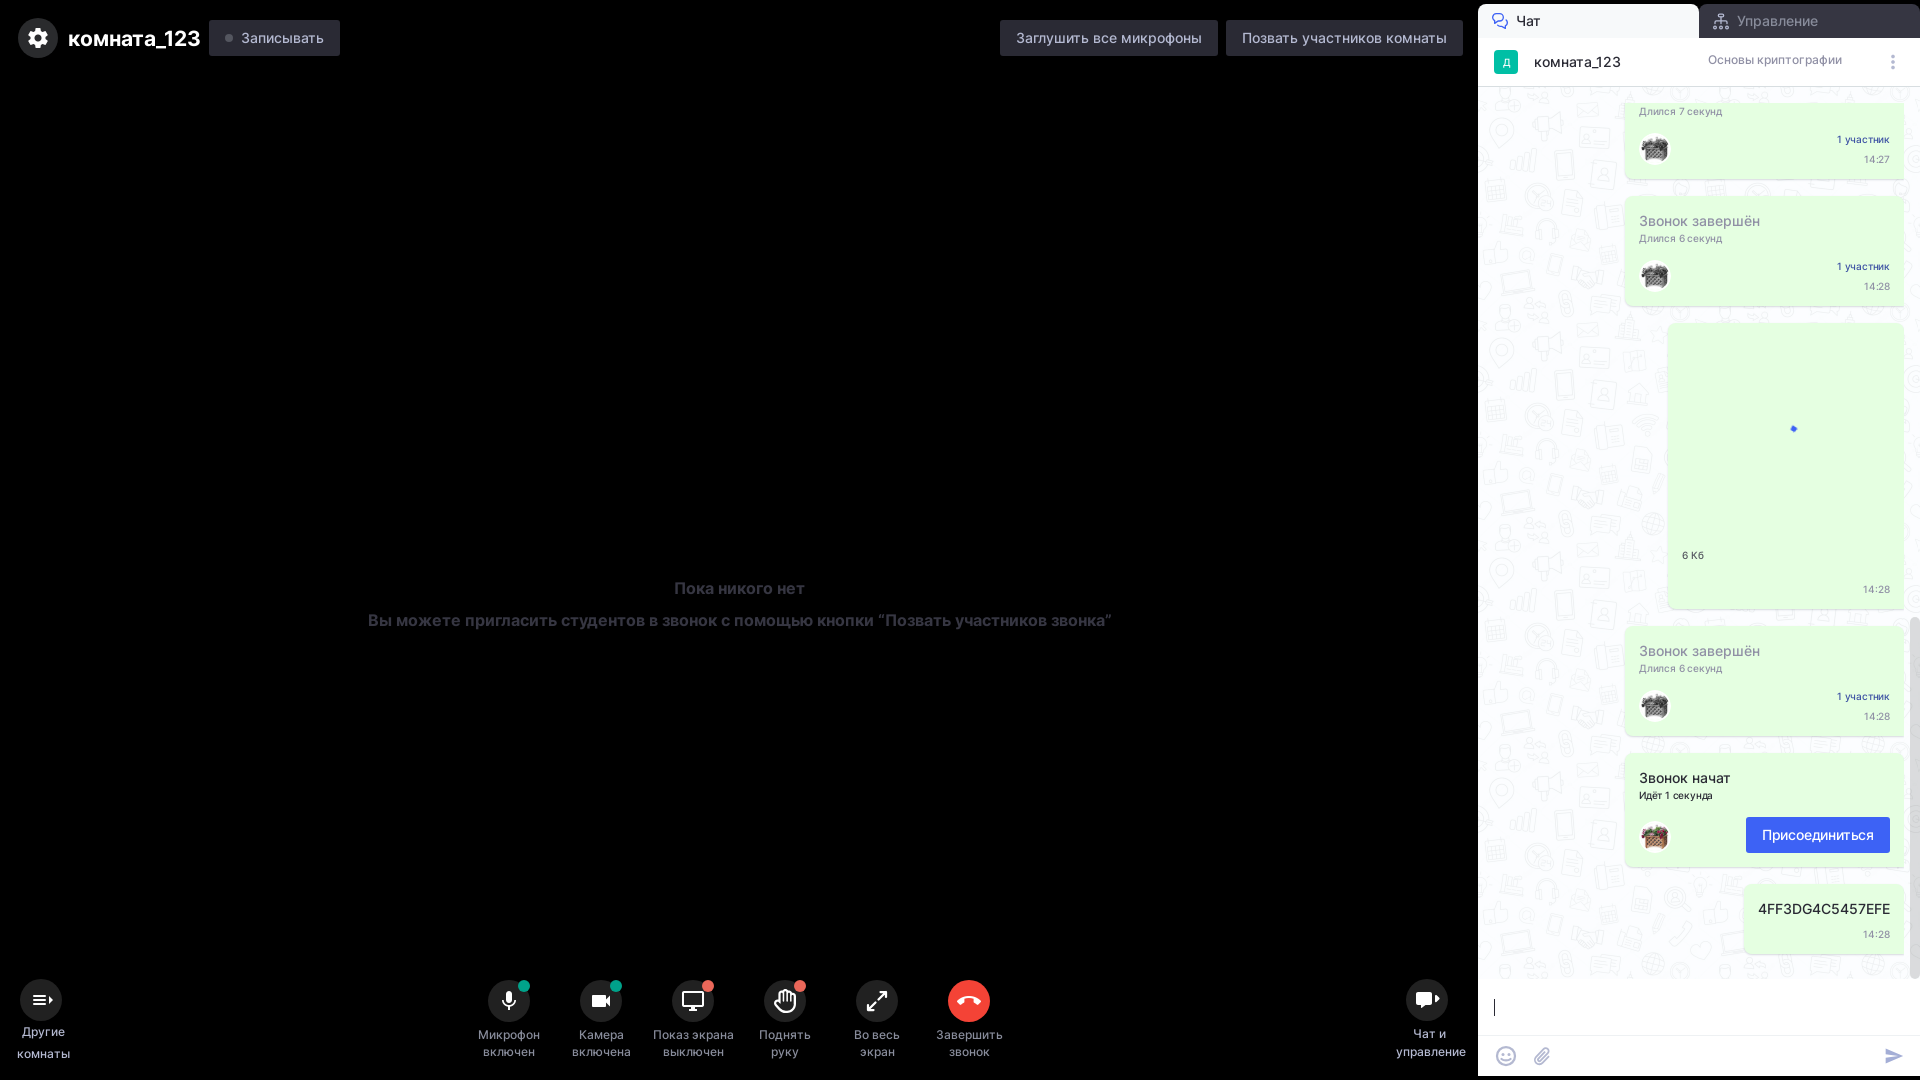 комната_123
Записывать
Заглушить все микрофоны
Позвать участников комнаты
Чат
Управление
Д
комната_123
Основы криптографии
Длился 7 секунд
1 участник
14:27
Звонок завершён
Длился 6 секунд
1 участник
14:28
6 Кб
14:28
Звонок завершён
Длился 6 секунд
1 участник
14:28
Звонок начат
Идёт 1 секунда
Присоединиться
4FF3DG4C5457EFE
14:28
Пока никого нет
Вы можете пригласить студентов в звонок с помощью кнопки “Позвать участников звонка”
Другие
комнаты
Микрофон
включен
Камера
включена
Показ экрана
выключен
Поднять
руку
Во весь
экран
Завершить
звонок
Чат и
управление